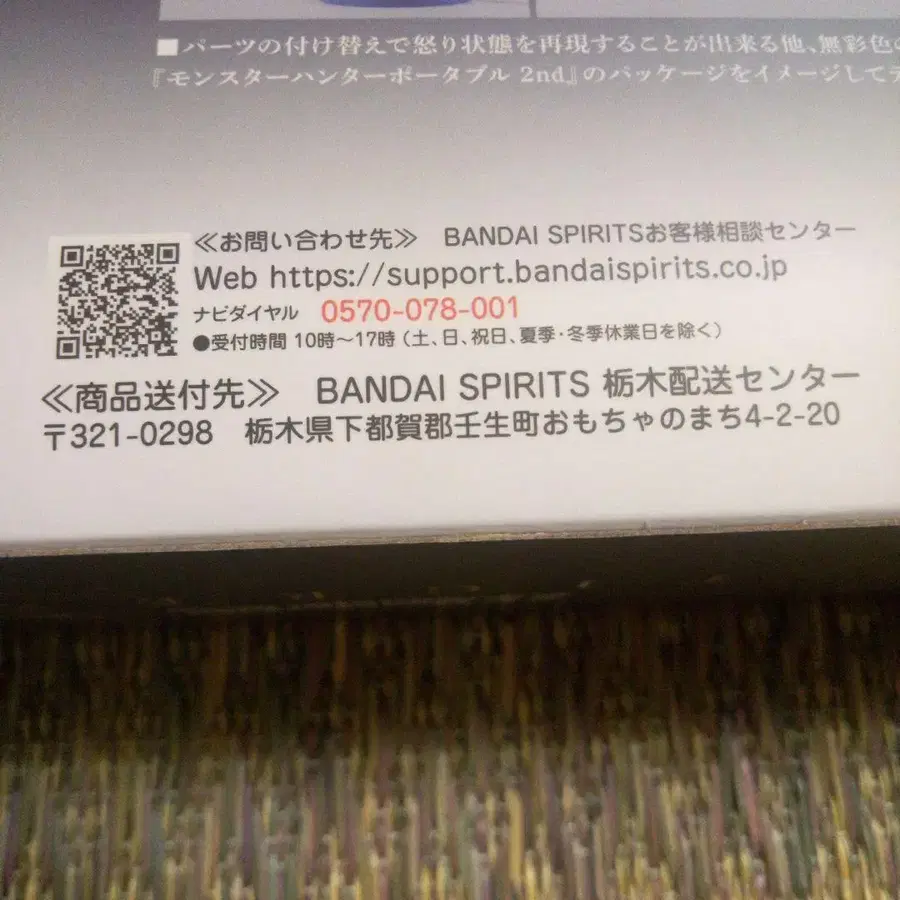 ■パーツの付け替えで怒り状態を再現することが出来る他、無彩色の
『モンスターハンターポータブル 2nd』のパッケージをイメージしてデ
≪お問い合わせ先≫ BANDAI SPIRITSお客様相談センター
Web https://support.bandaispirits.co.jp
ナビダイヤル 0570-078-001
●受付時間 10時～17時（土、日、祝日、夏季・冬季休業日を除く）
≪商品送付先≫ BANDAI SPIRITS 栃木配送センター
〒321-0298 栃木県下都賀郡壬生町おもちゃのまち4-2-20